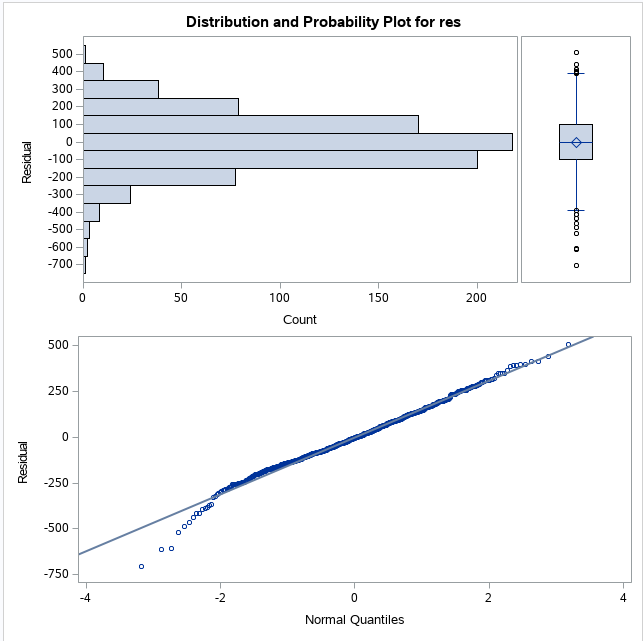 Distribution and Probability Plot for res
500
400
300
200
100
0
-100
-200
-300
-400
-500
-600
-700
Residual
0 50 100 150 200
Count
500
250
0
-250
-500
-750
Residual
-4 -2 0 2 4
Normal Quantiles